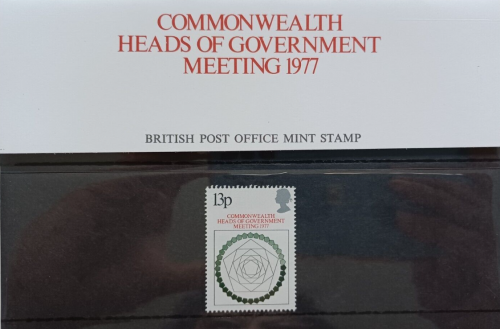 COMMONWEALTH
HEADS OF GOVERNMENT
MEETING 1977
BRITISH POST OFFICE MINT STAMP
13p
COMMONWEALTH
HEADS OF GOVERNMENT
MEETING 1977